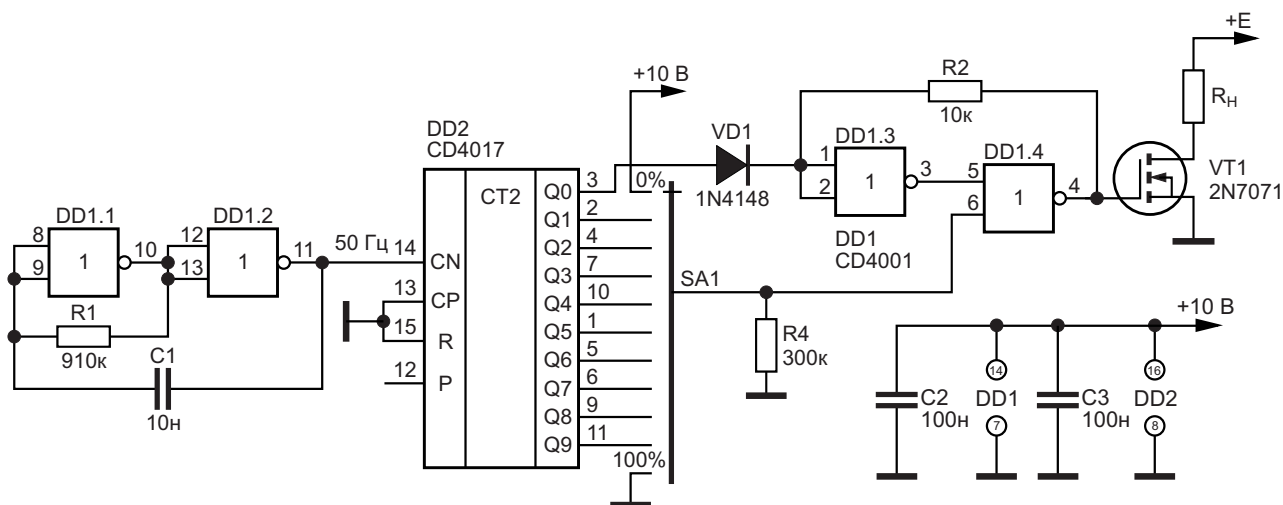 +E
+10 В
R2
10к
RН
DD2
CD4017
VD1
1N4148
DD1.3
1
2
1
3
DD1.4
5
6
1
4
VT1
2N7071
DD1
CD4001
0%
CT2
Q0 3
Q1 2
Q2 4
Q3 7
Q4 10
Q5 1
Q6 5
Q7 6
Q8 9
Q9 11
100%
SA1
DD1.1
8
9
1
10
DD1.2
12
13
1
11
50 Гц
14 CN
13 CP
15 R
12 P
R1
910к
C1
10н
R4
300к
+10 В
C2
100н
14
DD1
7
C3
100н
16
DD2
8